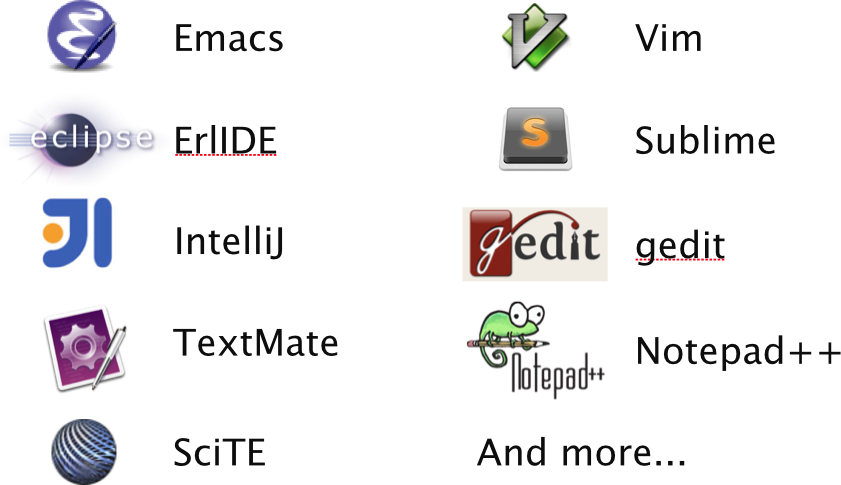 Emacs
Vim
eclipse
ErlIDE
S
Sublime
IntelliJ
gedit
gedit
TextMate
Notepad++
Notepad++
SciTE
And more...